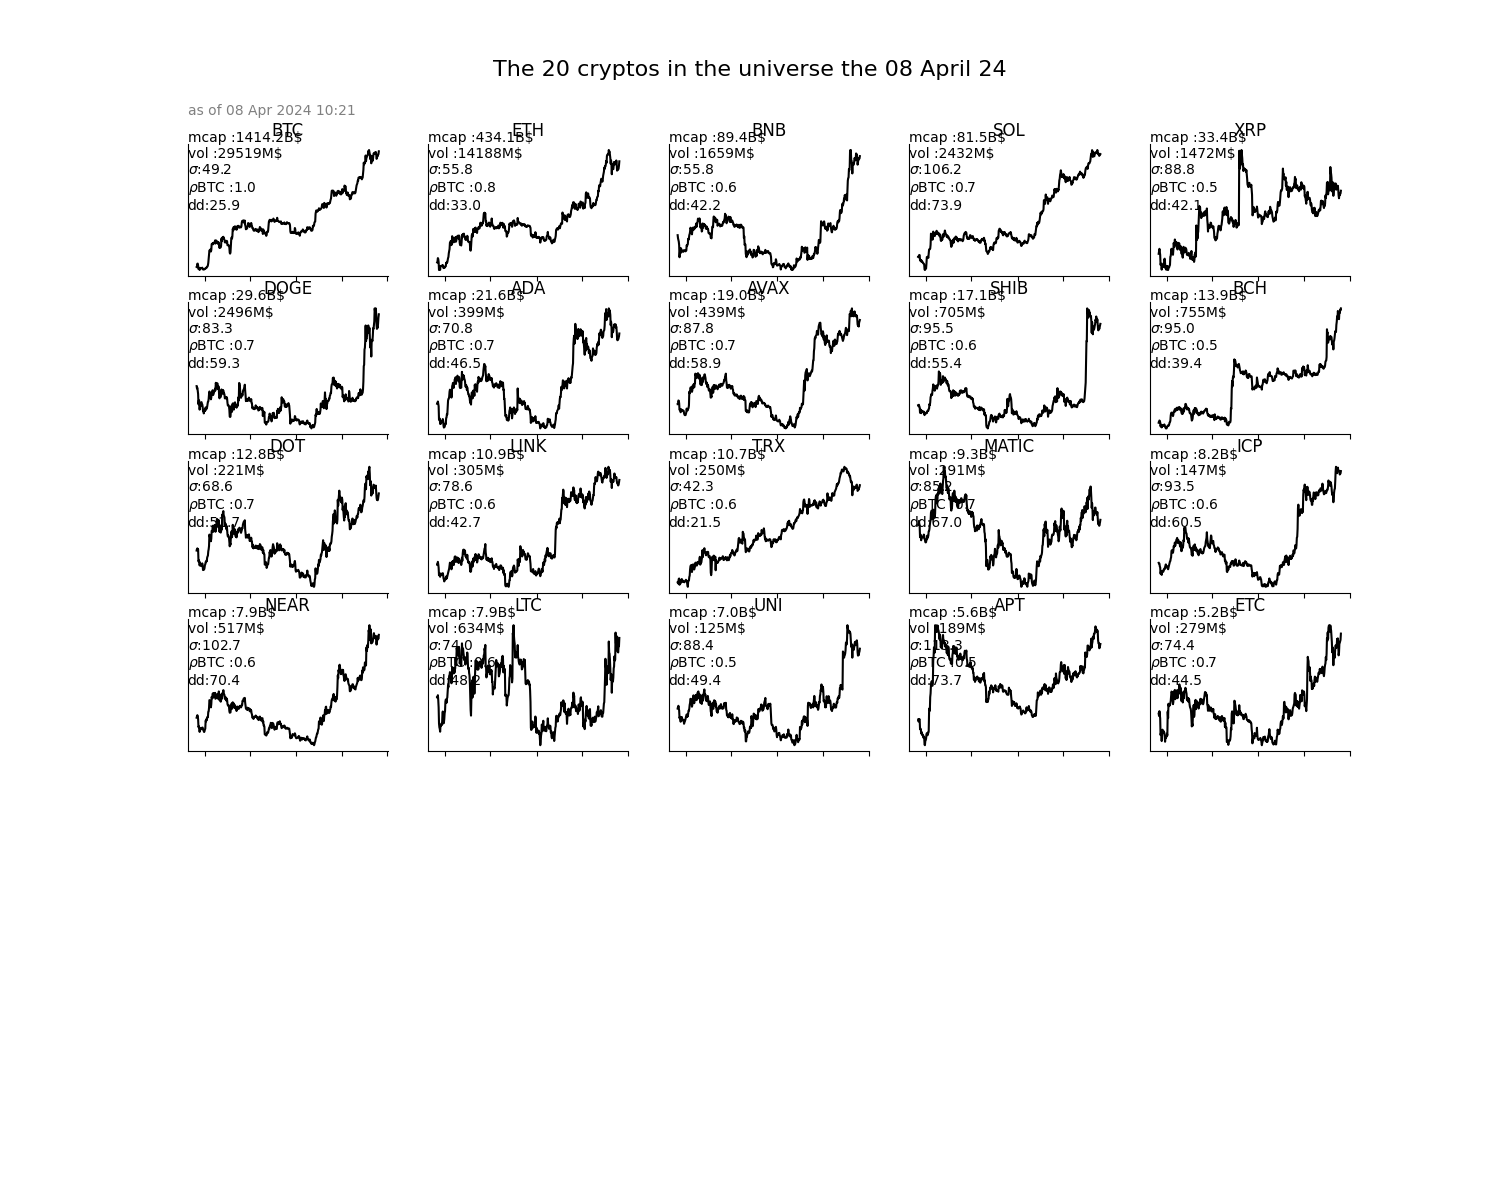 The 20 cryptos in the universe the 08 April 24
as of 08 Apr 2024 10:21
BTC
mcap :1414.2B$
vol :29519M$
σ:49.2
ρBTC :1.0
dd:25.9
ETH
mcap :434.1B$
vol :14188M$
σ:55.8
ρBTC :0.8
dd:33.0
BNB
mcap :89.4B$
vol :1659M$
σ:55.8
ρBTC :0.6
dd:42.2
SOL
mcap :81.5B$
vol :2432M$
σ:106.2
ρBTC :0.7
dd:73.9
XRP
mcap :33.4B$
vol :1472M$
σ:88.8
ρBTC :0.5
dd:42.1
DOGE
mcap :29.6B$
vol :2496M$
σ:83.3
ρBTC :0.7
dd:59.3
ADA
mcap :21.6B$
vol :399M$
σ:70.8
ρBTC :0.7
dd:46.5
AVAX
mcap :19.0B$
vol :439M$
σ:87.8
ρBTC :0.7
dd:58.9
SHIB
mcap :17.1B$
vol :705M$
σ:95.5
ρBTC :0.6
dd:55.4
BCH
mcap :13.9B$
vol :755M$
σ:95.0
ρBTC :0.5
dd:39.4
DOT
mcap :12.8B$
vol :221M$
σ:68.6
ρBTC :0.7
LINK
mcap :10.9B$
vol :305M$
σ:78.6
ρBTC :0.6
dd:42.7
TRX
mcap :10.7B$
vol :250M$
σ:42.3
ρBTC :0.6
dd:21.5
MATIC
mcap :9.3B$
vol :291M$
σ:85.2
ρBTC :0.7
dd:67.0
ICP
mcap :8.2B$
vol :147M$
σ:93.5
ρBTC :0.6
dd:60.5
NEAR
mcap :7.9B$
vol :517M$
σ:102.7
ρBTC :0.6
dd:70.4
LTC
mcap :7.9B$
vol :634M$
σ:74.0
ρBTC :0.6
dd:48.2
UNI
mcap :7.0B$
vol :125M$
σ:88.4
ρBTC :0.5
dd:49.4
APT
mcap :5.6B$
vol :189M$
ρBTC :0.5
dd:73.7
ETC
mcap :5.2B$
vol :279M$
σ:74.4
ρBTC :0.7
dd:44.5